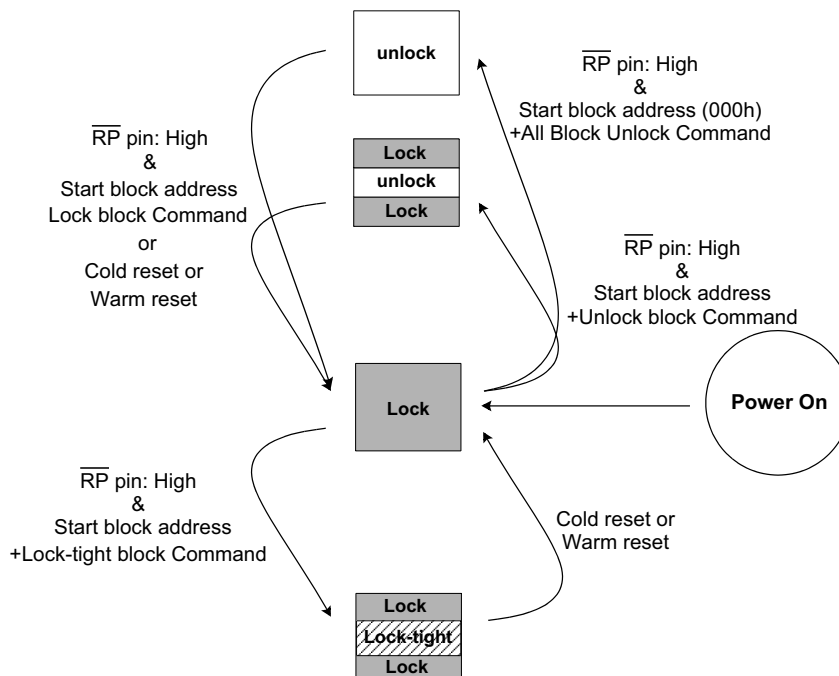 unlock
RP pin: High
&
Start block address (000h)
+All Block Unlock Command
RP pin: High
&
Start block address
Lock block Command
or
Cold reset or
Warm reset
Lock
unlock
Lock
RP pin: High
&
Start block address
+Unlock block Command
Lock
Power On
RP pin: High
&
Start block address
+Lock-tight block Command
Cold reset or
Warm reset
Lock
Lock-tight
Lock